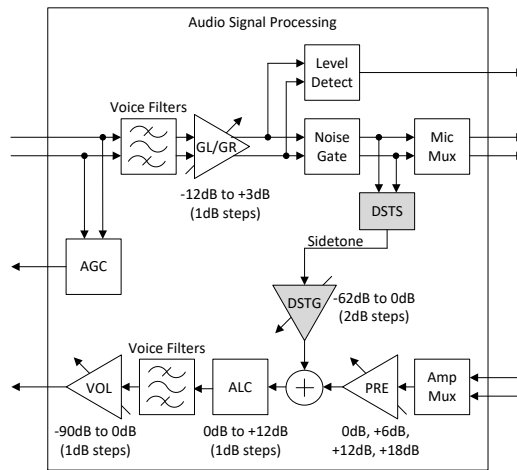 Audio Signal Processing
Level
Detect
Voice Filters
GL/GR
Noise
Gate
Mic
Mux
-12dB to +3dB
(1dB steps)
DSTS
Sidetone
AGC
DSTG
-62dB to 0dB
(2dB steps)
Voice Filters
VOL
ALC
PRE
Amp
Mux
-90dB to 0dB
(1dB steps)
0dB to +12dB
(1dB steps)
0dB, +6dB,
+12dB, +18dB